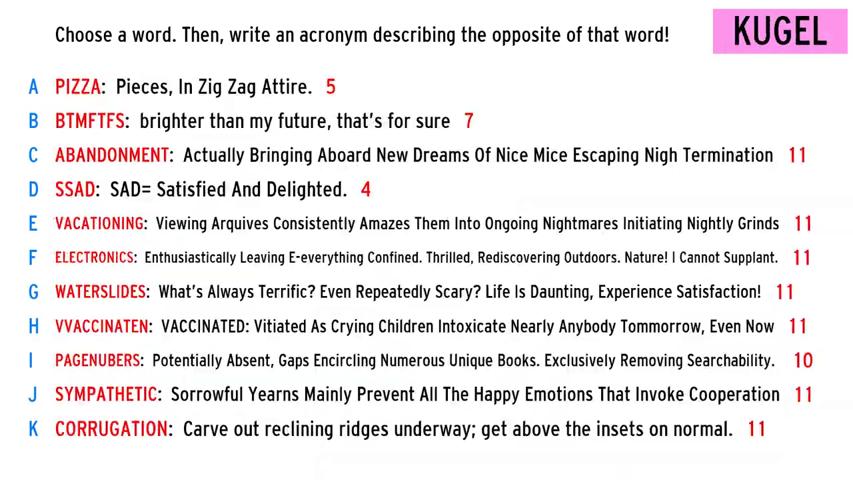 Choose a word. Then, write an acronym describing the opposite of that word!
KUGEL
A PIZZA: Pieces, In Zig Zag Attire. 5
B BTMFTFS: brighter than my future, that's for sure 7
C ABANDONMENT: Actually Bringing Aboard New Dreams Of Nice Mice Escaping Nigh Termination 11
D SSAD: SAD= Satisfied And Delighted. 4
E VACATIONING: Viewing Arquives Consistently Amazes Them Into Ongoing Nightmares Initiating Nightly Grinds 11
F ELECTRONICS: Enthusiastically Leaving E-everything Confined. Thrilled, Rediscovering Outdoors. Nature! I Cannot Supplant. 11
G WATERSLIDES: What's Always Terrific? Even Repeatedly Scary? Life Is Daunting, Experience Satisfaction! 11
H VVACCINATEN: VACCINATED: Vitiated As Crying Children Intoxicate Nearly Anybody Tommorrow, Even Now 11
I PAGENUBERS: Potentially Absent, Gaps Encircling Numerous Unique Books. Exclusively Removing Searchability. 10
J SYMPATHETIC: Sorrowful Yearns Mainly Prevent All The Happy Emotions That Invoke Cooperation 11
K CORRUGATION: Carve out reclining ridges underway; get above the insets on normal. 11